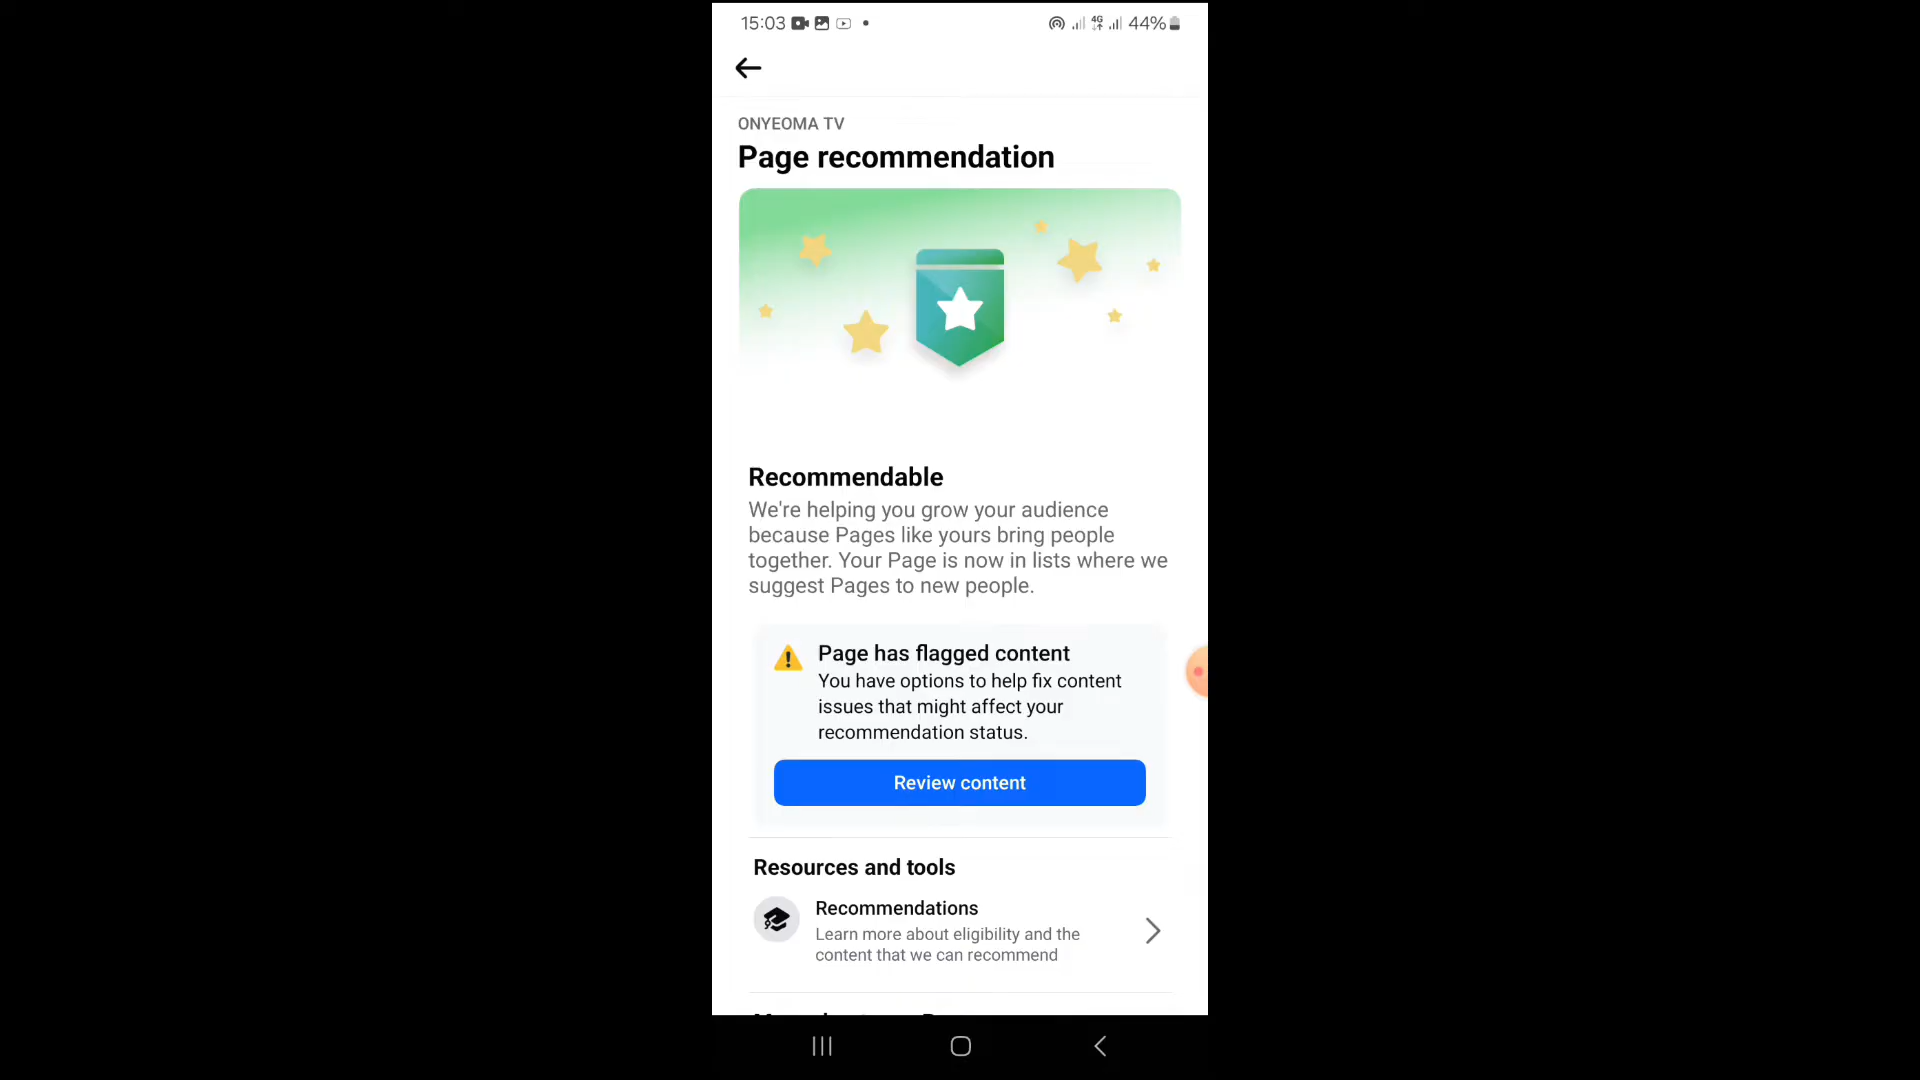 15:03
4G
44%
ONYEOMA TV
Page recommendation
Recommendable
We're helping you grow your audience
because Pages like yours bring people
together. Your Page is now in lists where we
suggest Pages to new people.
Page has flagged content
You have options to help fix content
issues that might affect your
recommendation status.
Review content
Resources and tools
Recommendations
Learn more about eligibility and the
content that we can recommend